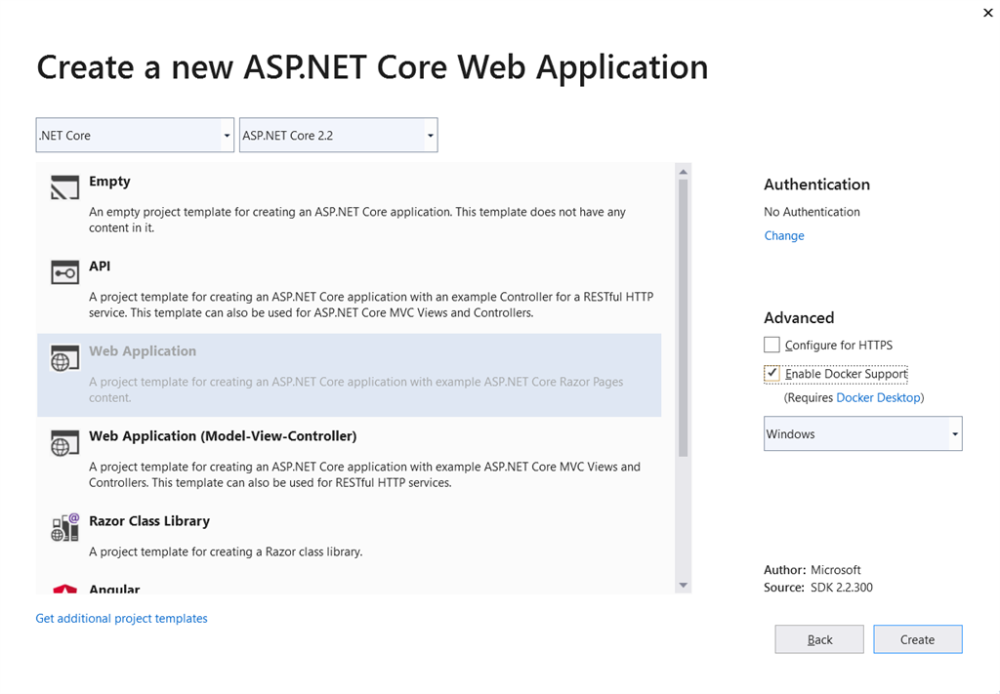 Create a new ASP.NET Core Web Application
.NET Core
ASP.NET Core 2.2
Empty
An empty project template for creating an ASP.NET Core application. This template does not have any
content in it.
API
A project template for creating an ASP.NET Core application with an example Controller for a RESTful HTTP
service. This template can also be used for ASP.NET Core MVC Views and Controllers.
Web Application
A project template for creating an ASP.NET Core application with example ASP.NET Core Razor Pages
content.
Web Application (Model-View-Controller)
A project template for creating an ASP.NET Core application with example ASP.NET Core MVC Views and
Controllers. This template can also be used for RESTful HTTP services.
Razor Class Library
A project template for creating a Razor class library.
Angular
Get additional project templates
Authentication
No Authentication
Change
Advanced
Configure for HTTPS
Enable Docker Support
(Requires Docker Desktop)
Windows
Author: Microsoft
Source: SDK 2.2.300
Back
Create